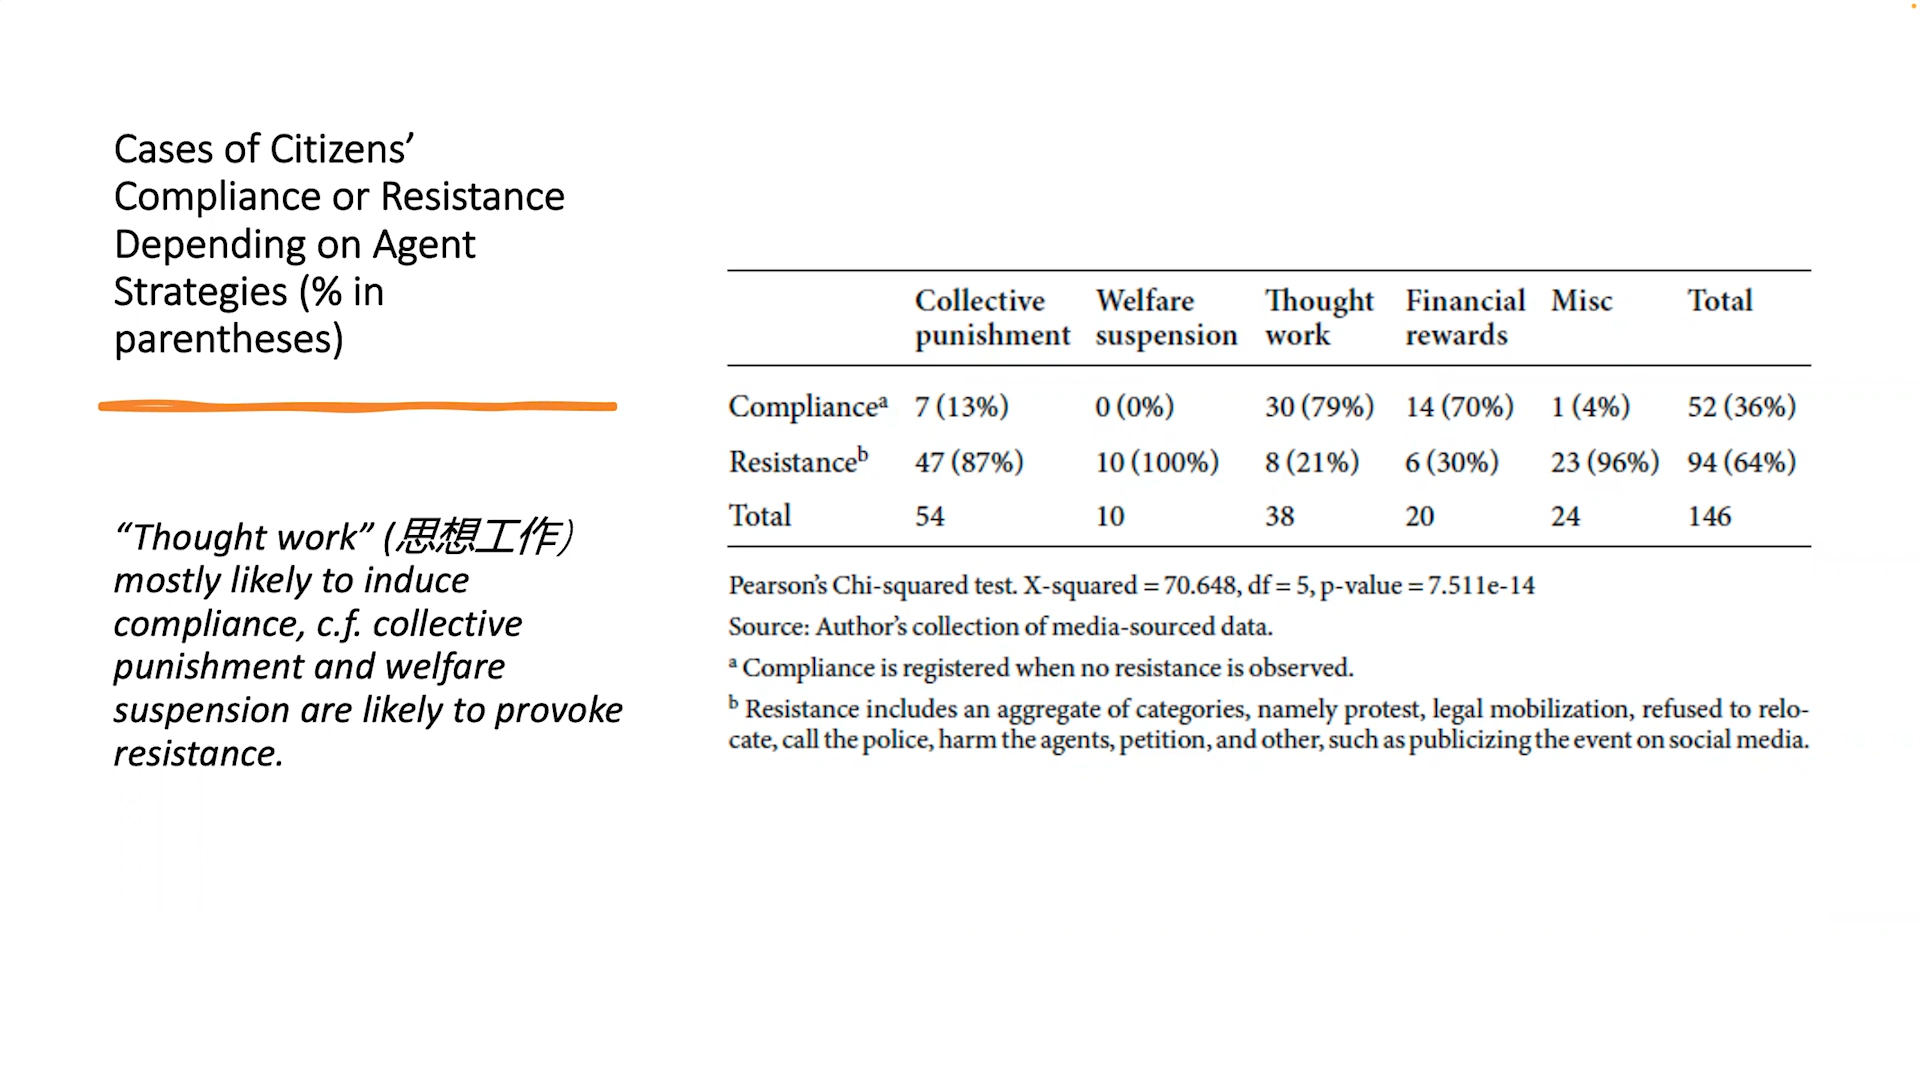 Cases of Citizens’
Compliance or Resistance
Depending on Agent
Strategies (% in
parentheses)
“Thought work” (思想工作)
mostly likely to induce
compliance, c.f. collective
punishment and welfare
suspension are likely to provoke
resistance.
Collective punishment Welfare suspension Thought work Financial rewards Misc Total
Complianceᵃ 7 (13%) 0 (0%) 30 (79%) 14 (70%) 1 (4%) 52 (36%)
Resistanceᵇ 47 (87%) 10 (100%) 8 (21%) 6 (30%) 23 (96%) 94 (64%)
Total 54 10 38 20 24 146
Pearson’s Chi-squared test. X-squared = 70.648, df = 5, p-value = 7.511e-14
Source: Author’s collection of media-sourced data.
ᵃ Compliance is registered when no resistance is observed.
ᵇ Resistance includes an aggregate of categories, namely protest, legal mobilization, refused to relo-
cate, call the police, harm the agents, petition, and other, such as publicizing the event on social media.